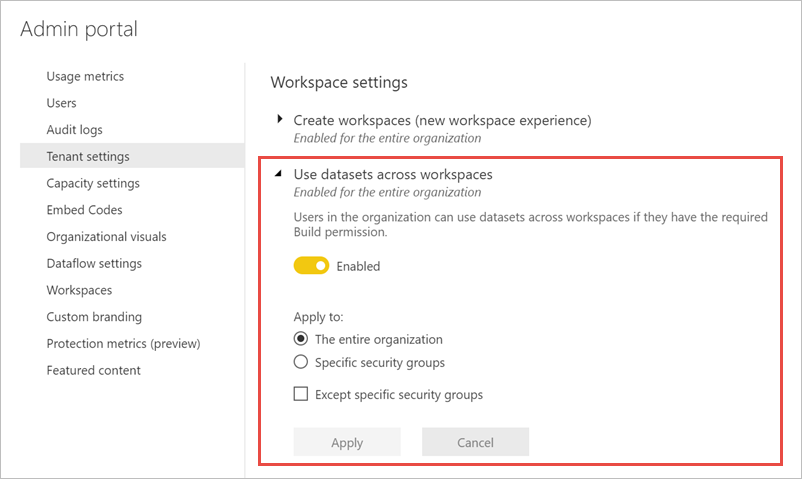 Admin portal
Usage metrics
Users
Audit logs
Tenant settings
Capacity settings
Embed Codes
Organizational visuals
Dataflow settings
Workspaces
Custom branding
Protection metrics (preview)
Featured content
Workspace settings
Create workspaces (new workspace experience)
Enabled for the entire organization
Use datasets across workspaces
Enabled for the entire organization
Users in the organization can use datasets across workspaces if they have the required
Build permission.
Enabled
Apply to:
The entire organization
Specific security groups
Except specific security groups
Apply
Cancel